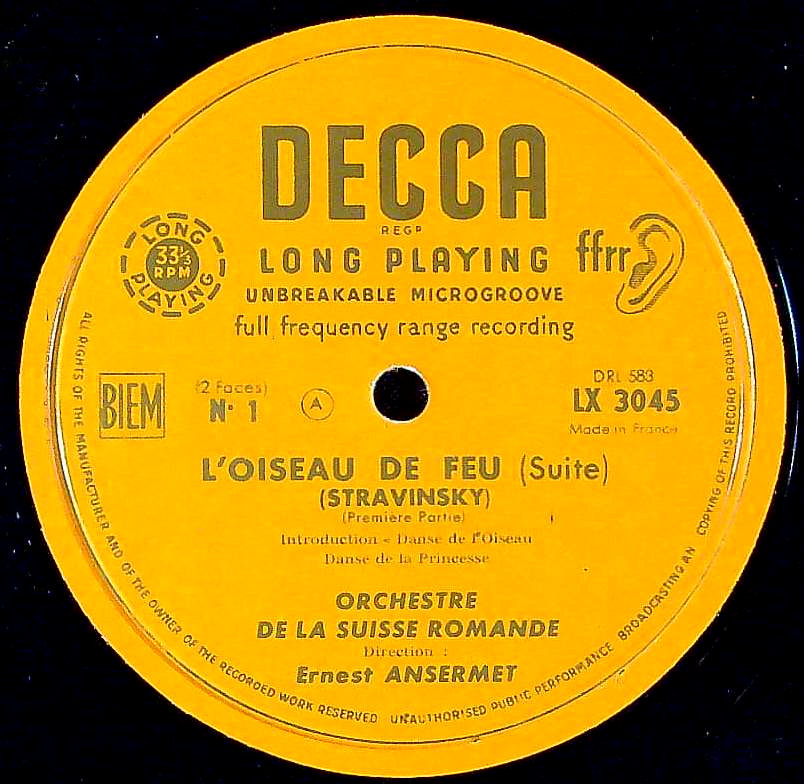 DECCA
REGD
LONG PLAYING
UNBREAKABLE MICROGROOVE
full frequency range recording
LONG
33⅓
RPM
PLAYING
ffrr
BIEM
(2 Faces)
Nº 1
A
DRL 583
LX 3045
Made in France
L'OISEAU DE FEU (Suite)
(STRAVINSKY)
(Première Partie)
Introduction - Danse de l'Oiseau
Danse de la Princesse
ORCHESTRE
DE LA SUISSE ROMANDE
Direction :
Ernest ANSERMET
ALL RIGHTS OF THE MANUFACTURER AND OF THE OWNER OF THE RECORDED WORK RESERVED UNAUTHORISED PUBLIC PERFORMANCE BROADCASTING AN COPYING OF THIS RECORD PROHIBITED